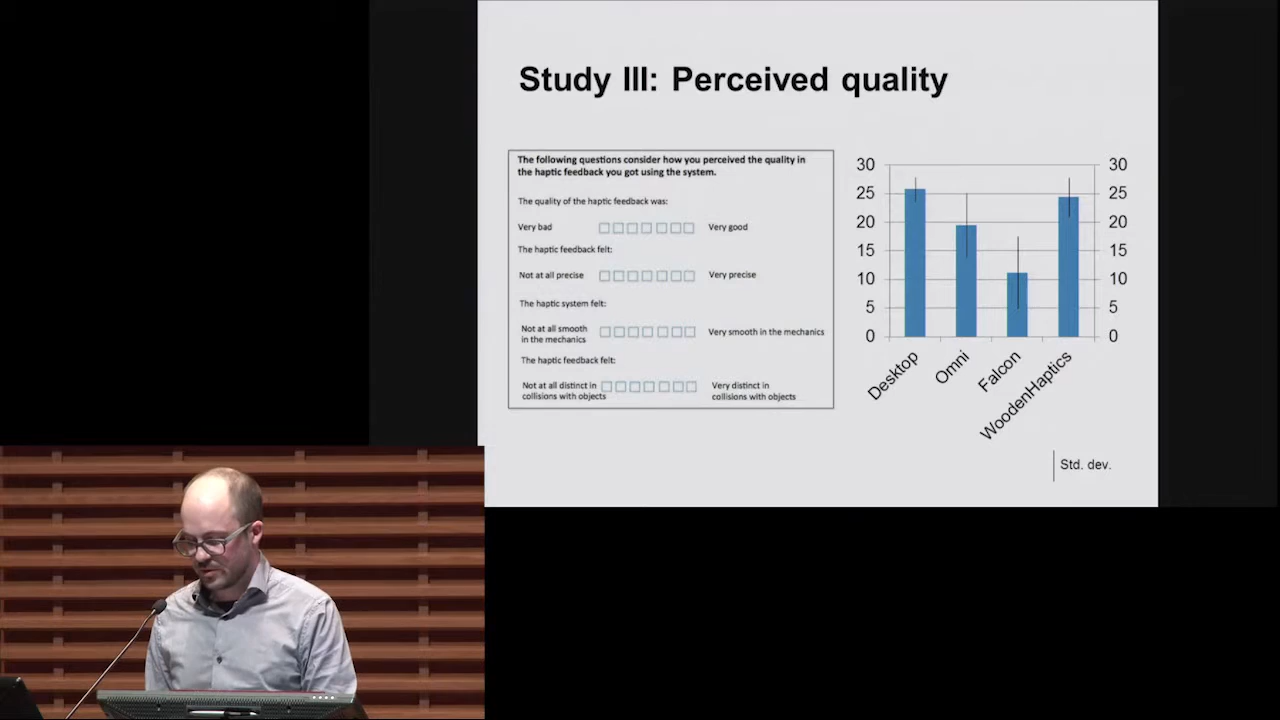 Study III: Perceived quality
The following questions consider how you perceived the quality in
the haptic feedback you got using the system.
The quality of the haptic feedback was:
Very bad Very good
The haptic feedback felt:
Not at all precise Very precise
The haptic system felt:
Not at all smooth
in the mechanics
Very smooth in the mechanics
The haptic feedback felt:
Not at all distinct in
collisions with objects
Very distinct in
collisions with objects
30 30
25 25
20 20
15 15
10 10
5 5
0 0
Desktop
Omni
Falcon
WoodenHaptics
Std. dev.